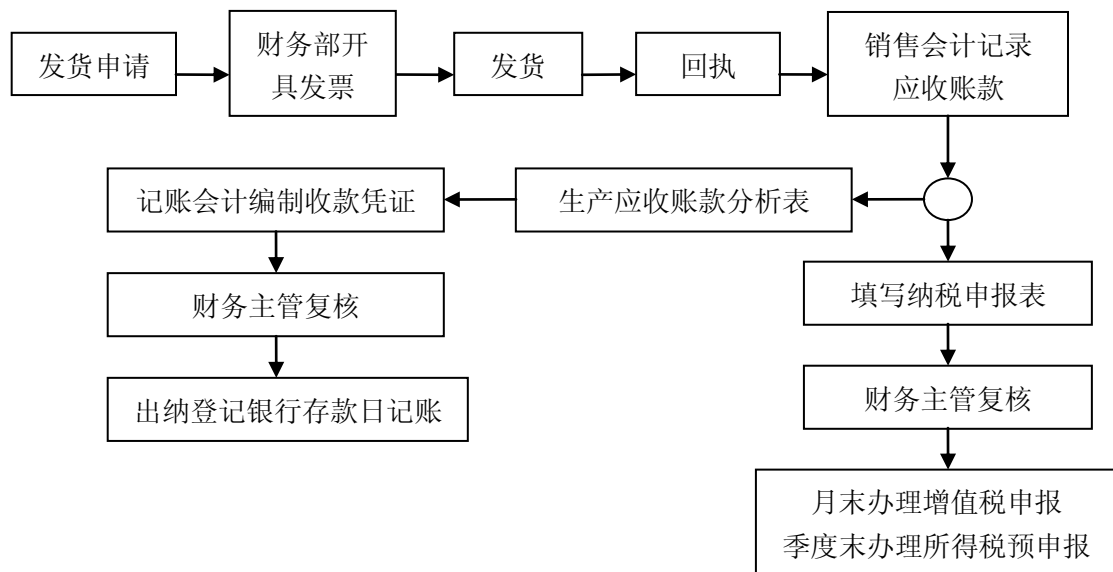 发货申请
财务部开
具发票
发货
回执
销售会计记录
应收账款
记账会计编制收款凭证
生产应收账款分析表
财务主管复核
填写纳税申报表
出纳登记银行存款日记账
财务主管复核
月末办理增值税申报
季度末办理所得税预申报